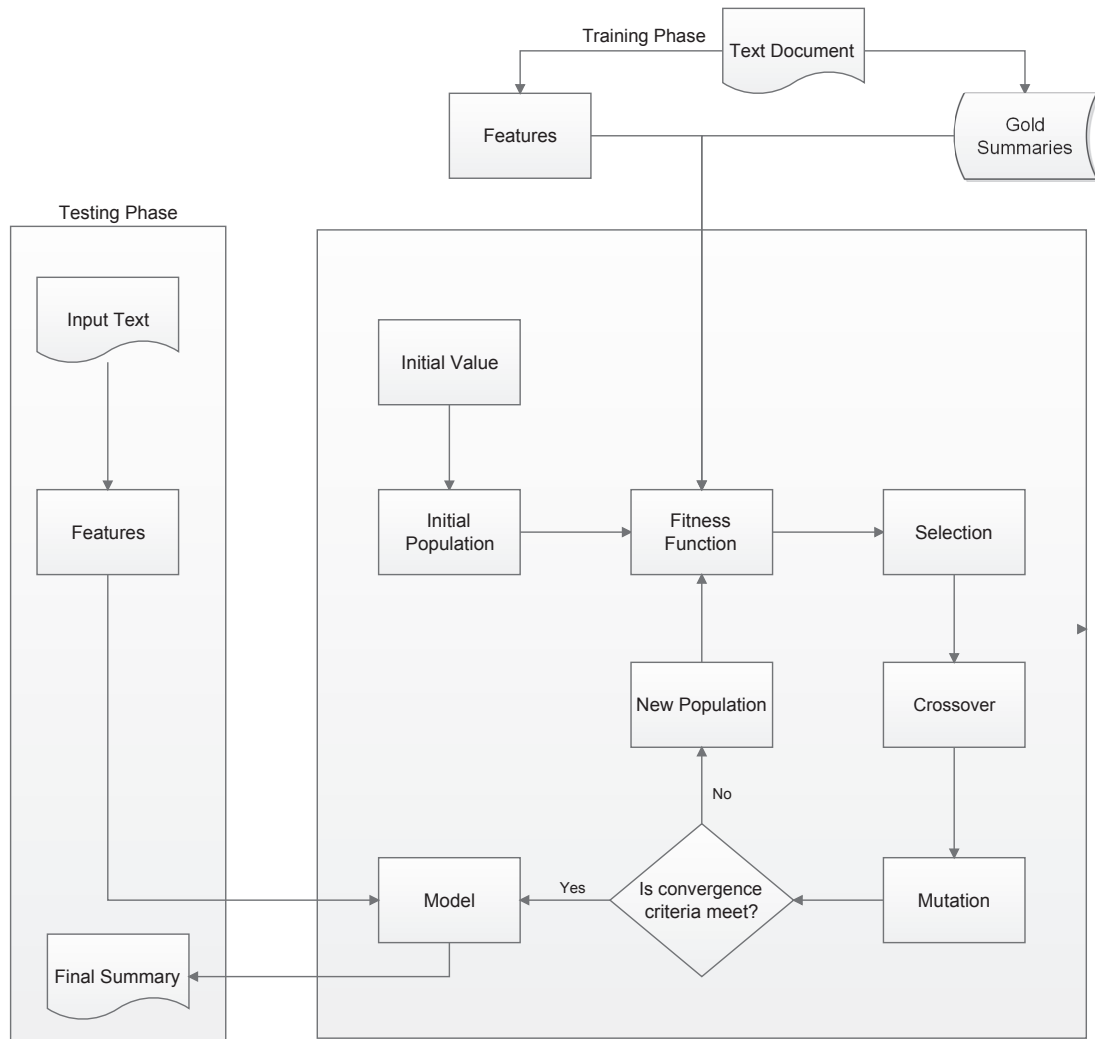 Training Phase
Text Document
Features
Gold
Summaries
Testing Phase
Input Text
Initial Value
Features
Initial
Population
Fitness
Function
Selection
New Population
Crossover
No
Model
Yes
Is convergence
criteria meet?
Mutation
Final Summary